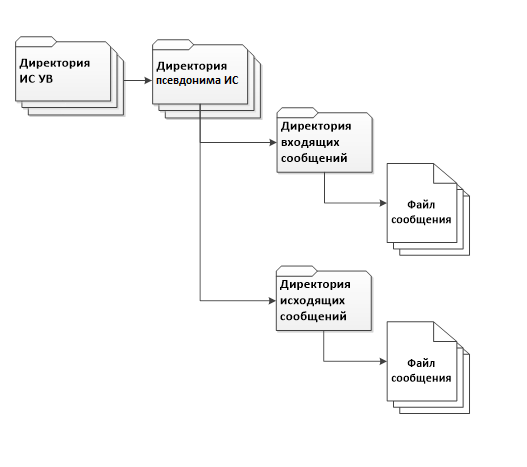 Директория
ИС УВ
Директория
псевдонима ИС
Директория
входящих
сообщений
Файл
сообщения
Директория
исходящих
сообщений
Файл
сообщения